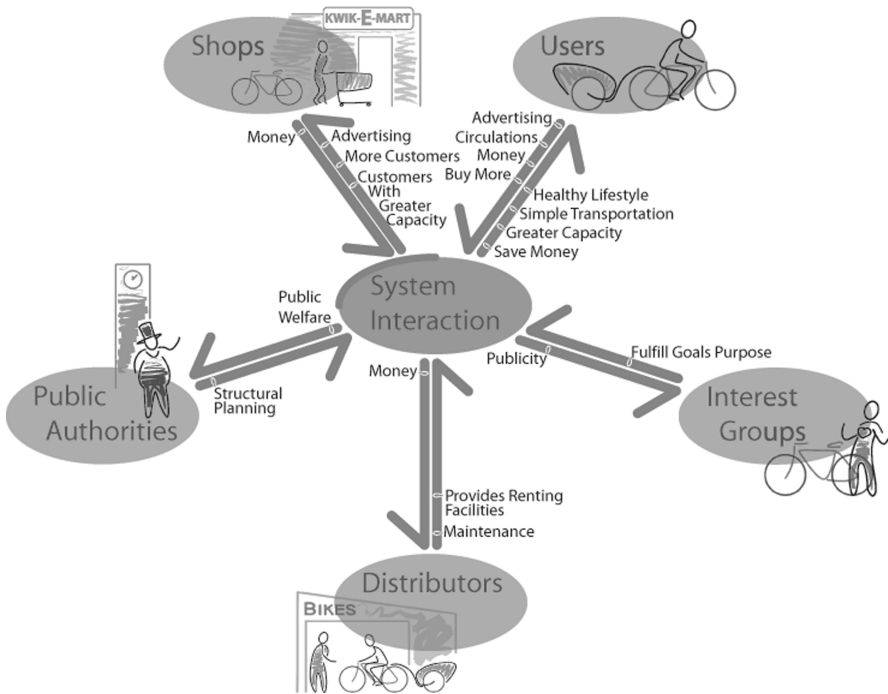 KWIK-E-MART
Shops
Users
Money
Advertising
More Customers
Customers
With
Greater
Capacity
Advertising
Circulations
Money
Buy More
Healthy Lifestyle
Simple Transportation
Greater Capacity
Save Money
System
Interaction
Public
Welfare
Structural
Planning
Public
Authorities
Publicity
Fulfill Goals Purpose
Interest
Groups
Money
Provides Renting
Facilities
Maintenance
Distributors
BIKES